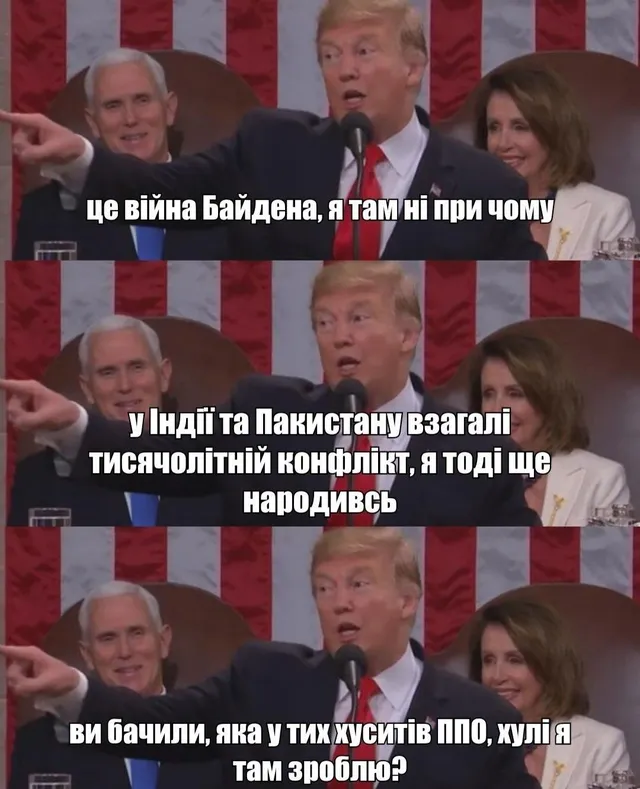 це війна Байдена, я там ні при чому
у Індії та Пакистану взагалі
тисячолітній конфлікт, я тоді ще
народивсь
ви бачили, яка у тих хуситів ППО, хулі я
там зроблю?